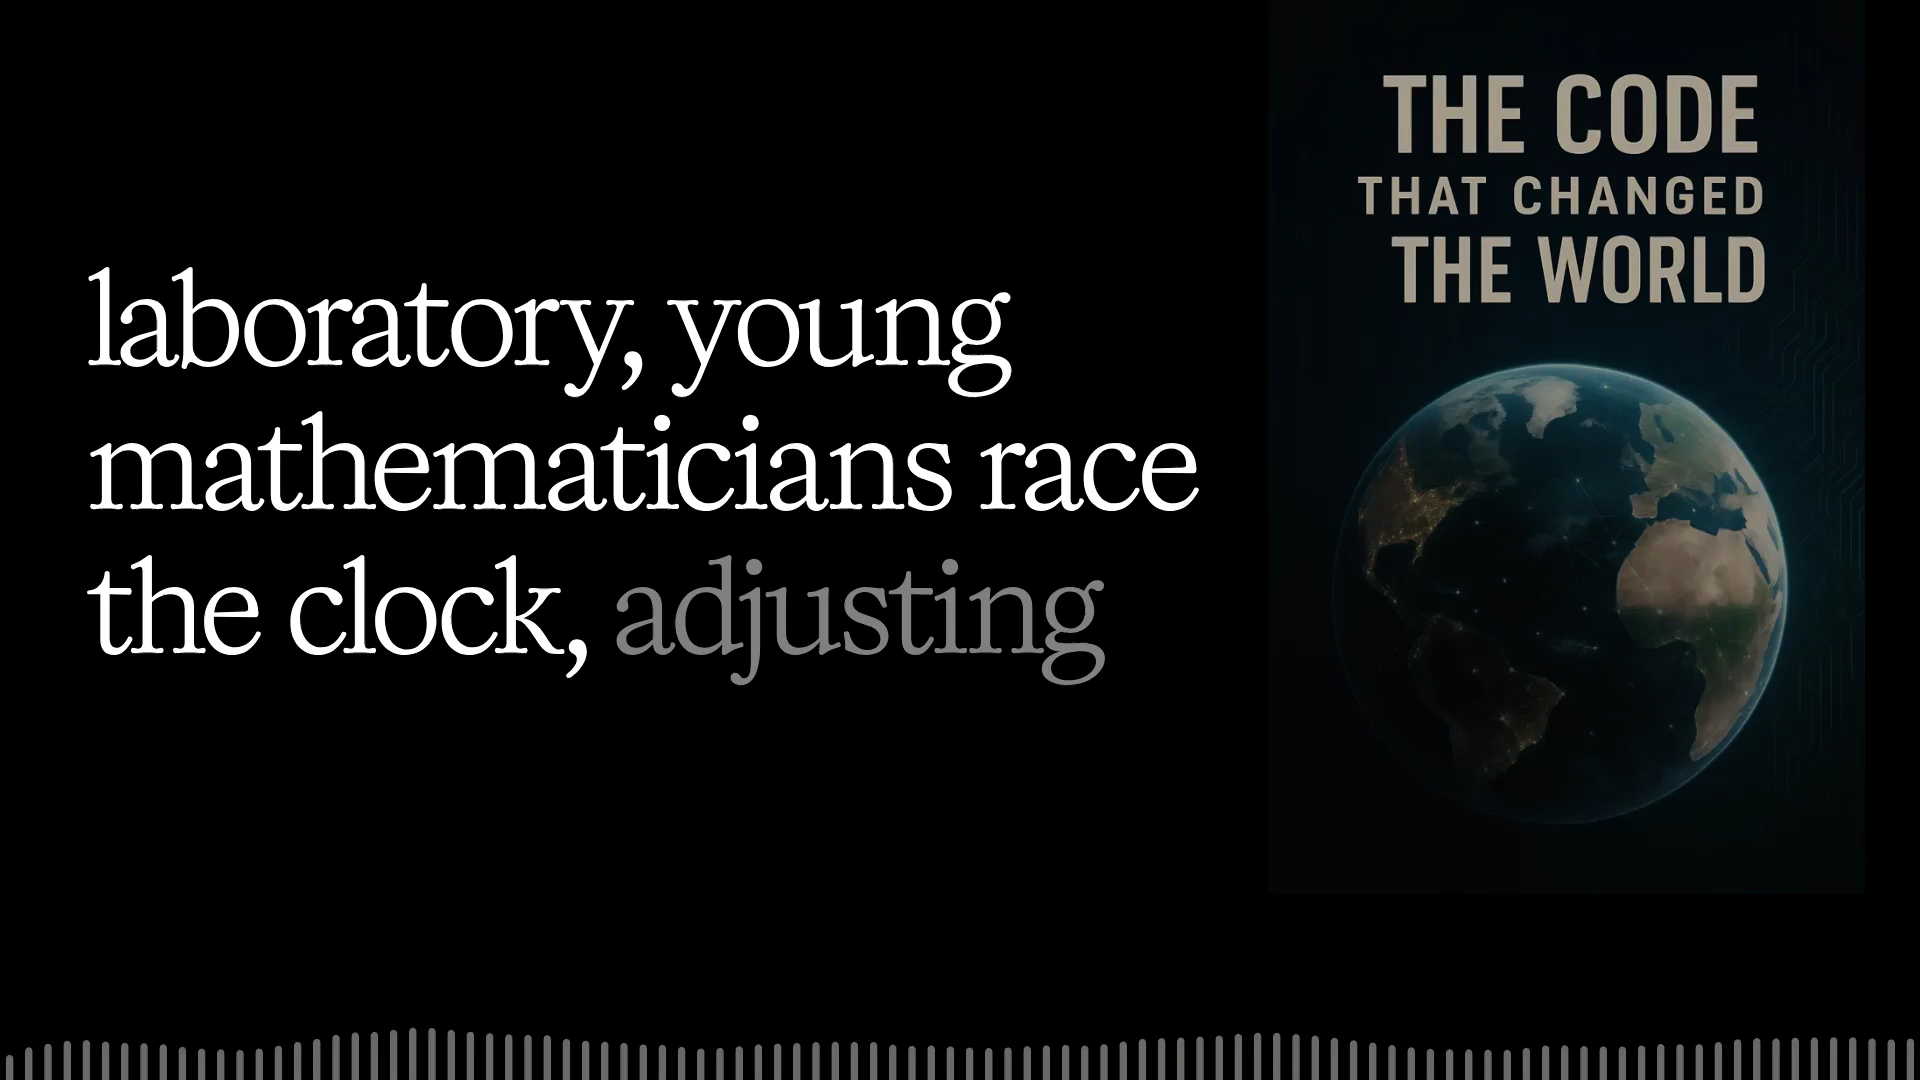 laboratory, young
mathematicians race
the clock, adjusting
THE CODE
THAT CHANGED
THE WORLD